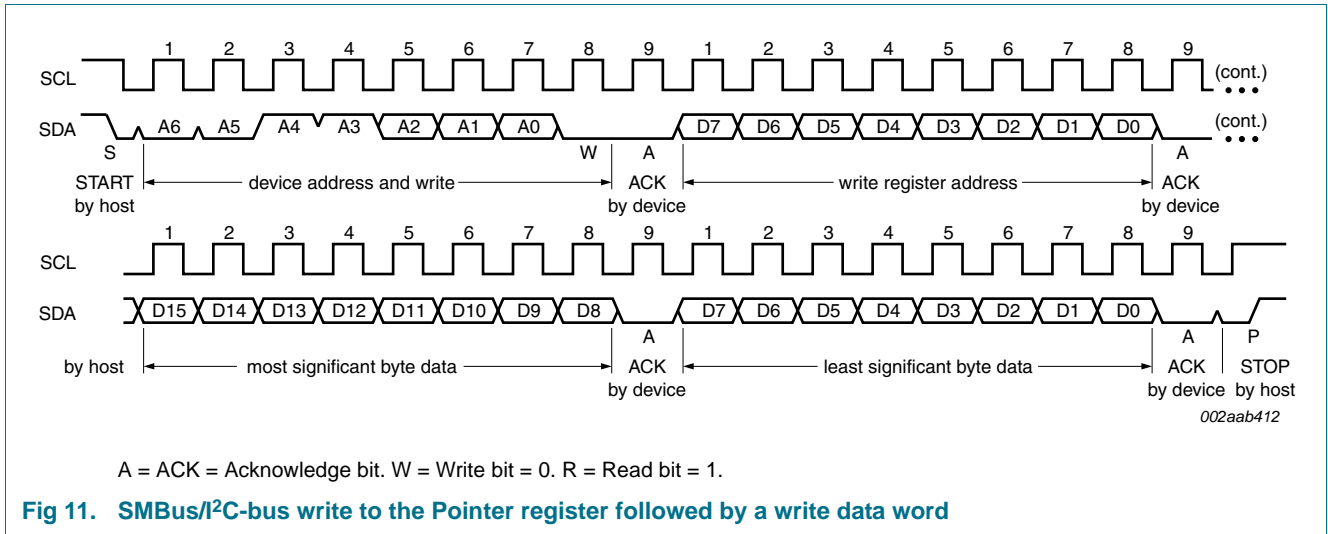 1 2 3 4 5 6 7 8 9 1 2 3 4 5 6 7 8 9
SCL (cont.)
SDA A6 A5 A4 A3 A2 A1 A0 D7 D6 D5 D4 D3 D2 D1 D0 (cont.)
S W A A
START device address and write ACK write register address ACK
by host by device by device
1 2 3 4 5 6 7 8 9 1 2 3 4 5 6 7 8 9
SCL
SDA D15 D14 D13 D12 D11 D10 D9 D8 D7 D6 D5 D4 D3 D2 D1 D0
A A P
by host most significant byte data ACK least significant byte data ACK STOP
by device by device by host
002aab412
A = ACK = Acknowledge bit. W = Write bit = 0. R = Read bit = 1.
Fig 11. SMBus/I²C-bus write to the Pointer register followed by a write data word